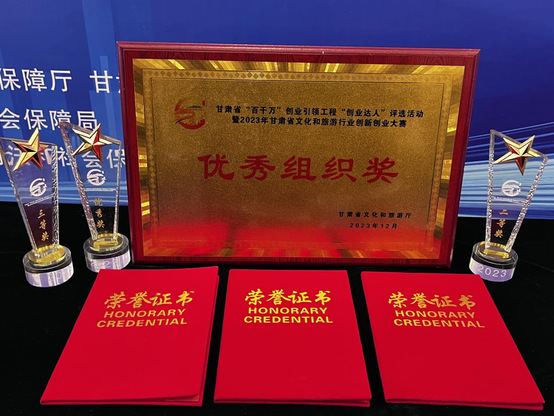 保障厅 甘
会保障局
社会保
甘肃省“百千万”创业引领工程“创业达人”评选活动
暨2023年甘肃省文化和旅游行业创新创业大赛
优秀组织奖
甘肃省文化和旅游厅
2023年12月
三等奖
优秀奖
二等奖
2023
荣誉证书
HONORARY
CREDENTIAL
荣誉证书
HONORARY
CREDENTIAL
荣誉证书
HONORARY
CREDENTIAL